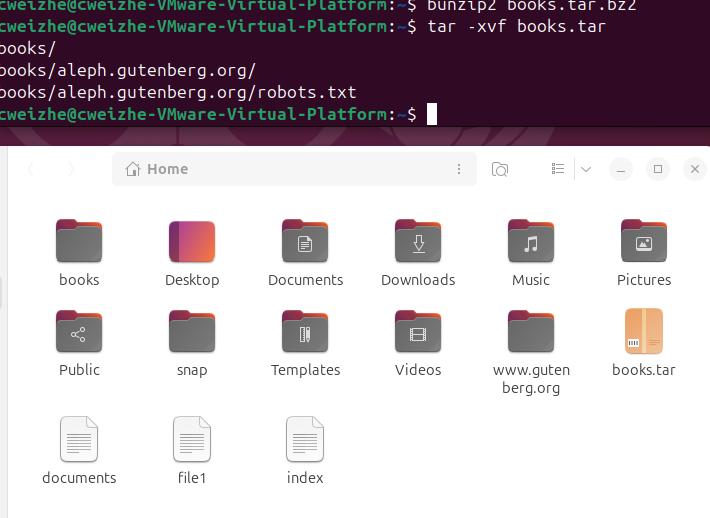 cweizhe@cweizhe-VMware-Virtual-Platform:~$ bunzip2 books.tar.bz2
cweizhe@cweizhe-VMware-Virtual-Platform:~$ tar -xvf books.tar
books/
books/aleph.gutenberg.org/
books/aleph.gutenberg.org/robots.txt
cweizhe@cweizhe-VMware-Virtual-Platform:~$
Home
books
Desktop
Documents
Downloads
Music
Pictures
Public
snap
Templates
Videos
www.guten
berg.org
books.tar
documents
file1
index